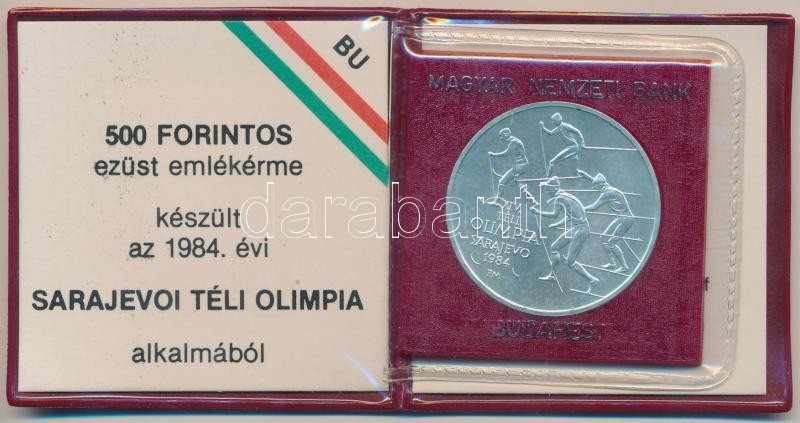 BU
500 FORINTOS
ezüst emlékérme
készült
az 1984. évi
SARAJEVOI TÉLI OLIMPIA
alkalmából
MAGYAR NEMZETI BANK
XIV.
TÉLI
OLIMPIA
SARAJEVO
1984
FM.
BUDAPEST
darabanth